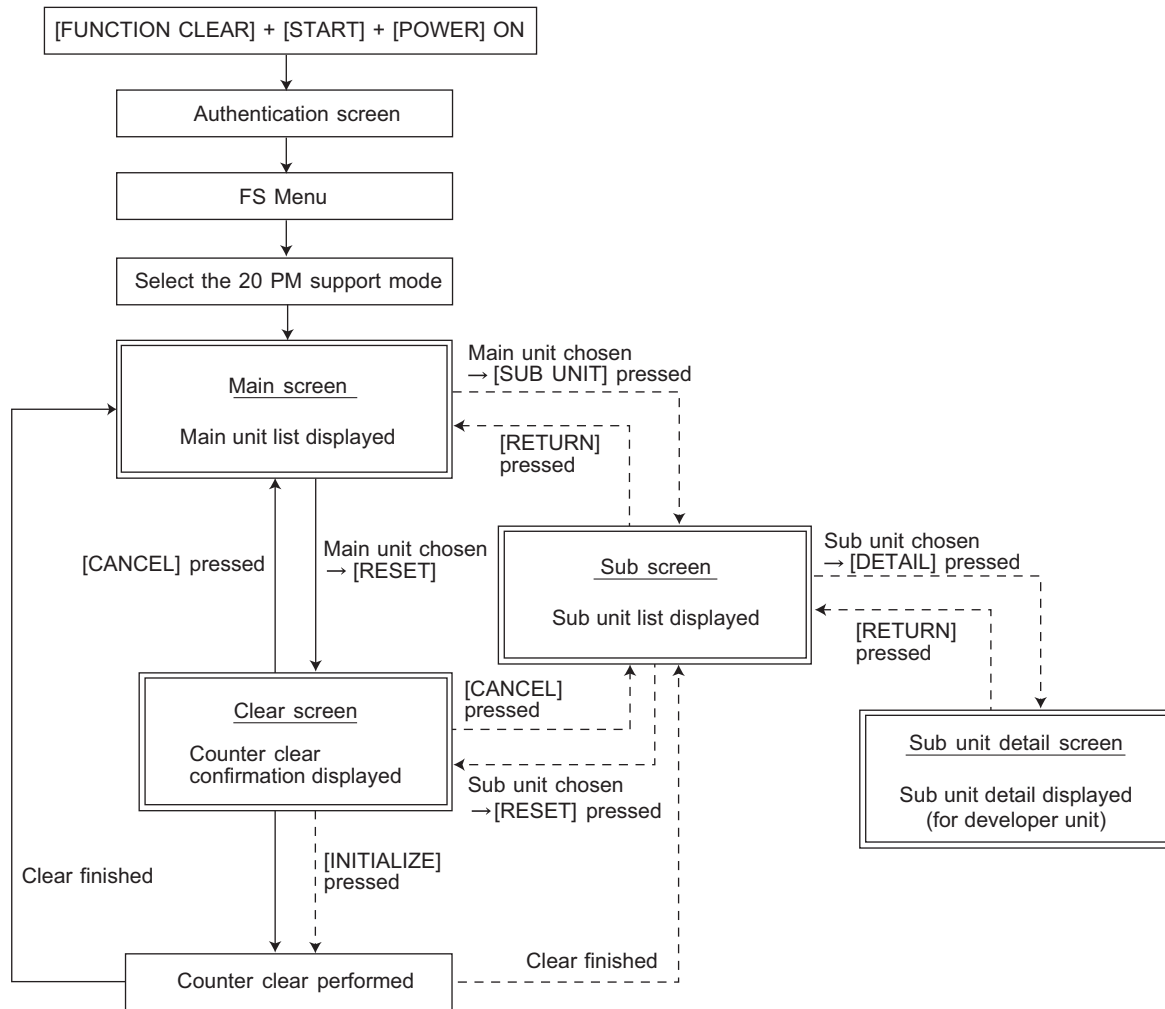 [FUNCTION CLEAR] + [START] + [POWER] ON
Authentication screen
FS Menu
Select the 20 PM support mode
Main screen
Main unit list displayed
Main unit chosen
→ [SUB UNIT] pressed
[RETURN]
pressed
[CANCEL] pressed
Main unit chosen
→ [RESET]
Sub screen
Sub unit list displayed
Sub unit chosen
→ [DETAIL] pressed
[RETURN]
pressed
Clear screen
Counter clear
confirmation displayed
[CANCEL]
pressed
Sub unit chosen
→[RESET] pressed
Sub unit detail screen
Sub unit detail displayed
(for developer unit)
[INITIALIZE]
pressed
Clear finished
Counter clear performed
Clear finished